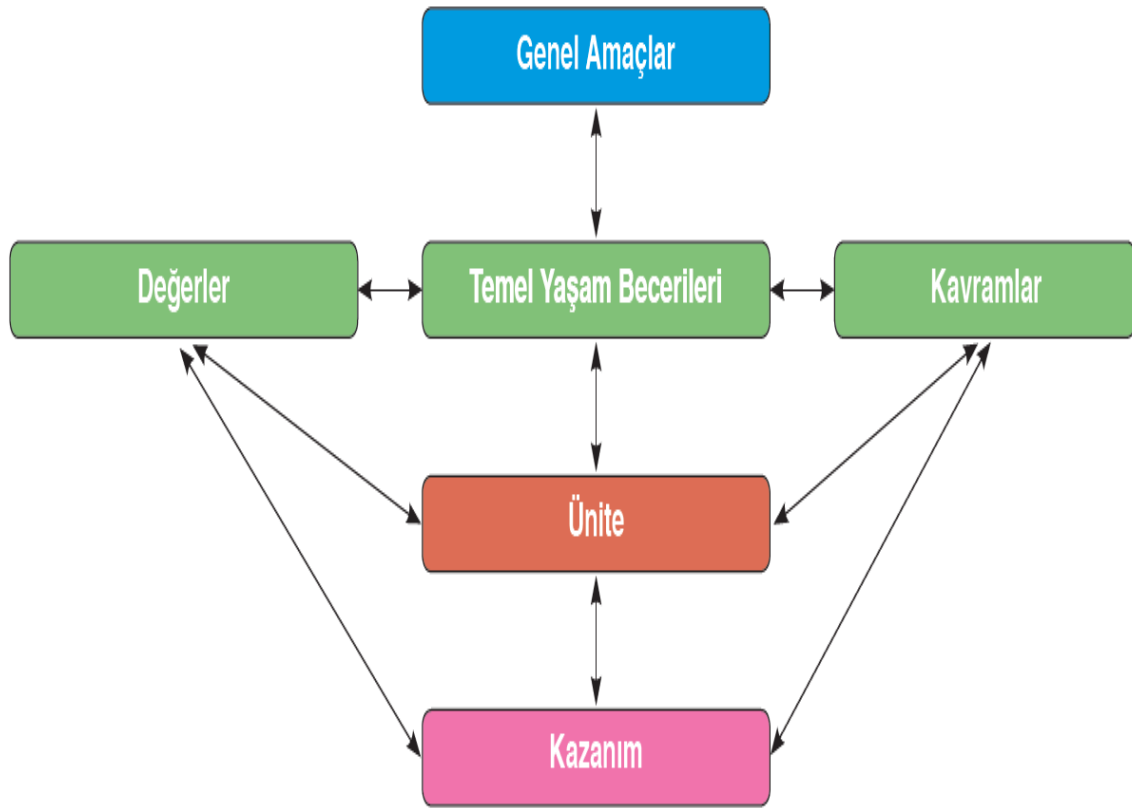 Genel Amaçlar
Değerler
Temel Yaşam Becerileri
Kavramlar
Ünite
Kazanım